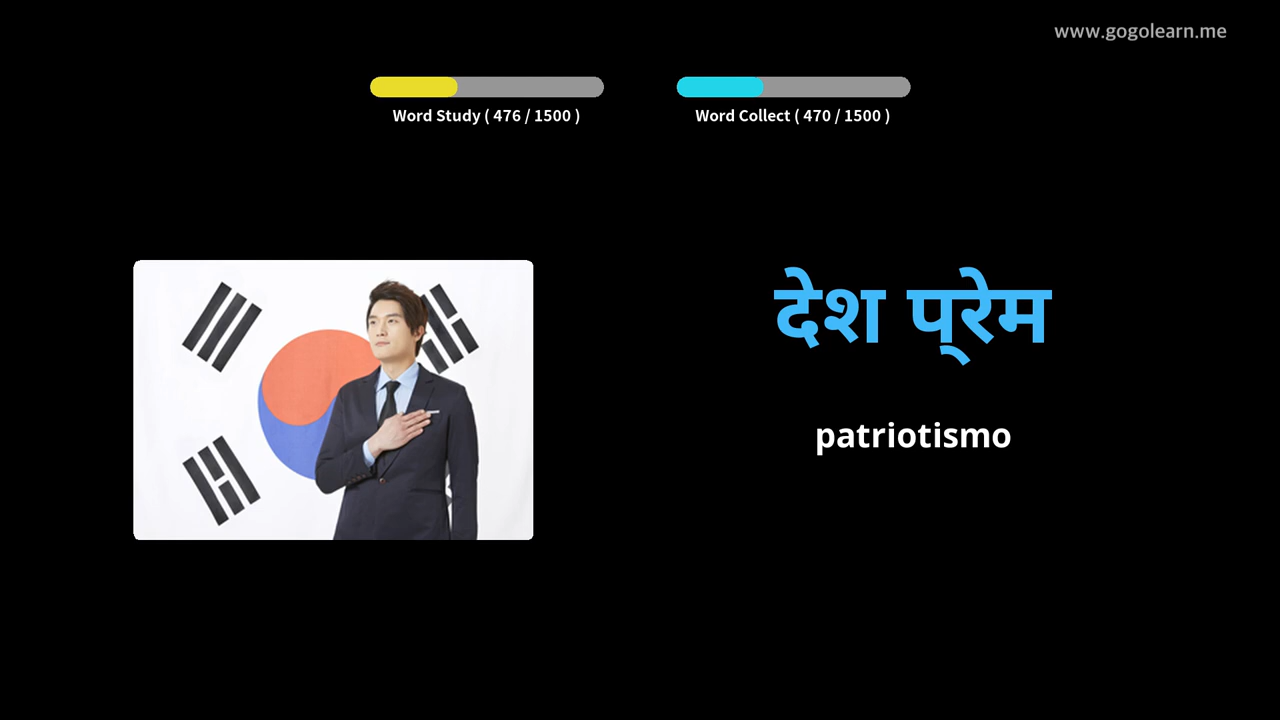 www.gogolearn.me
Word Study ( 476 / 1500 )
Word Collect ( 470 / 1500 )
देश प्रेम
patriotismo